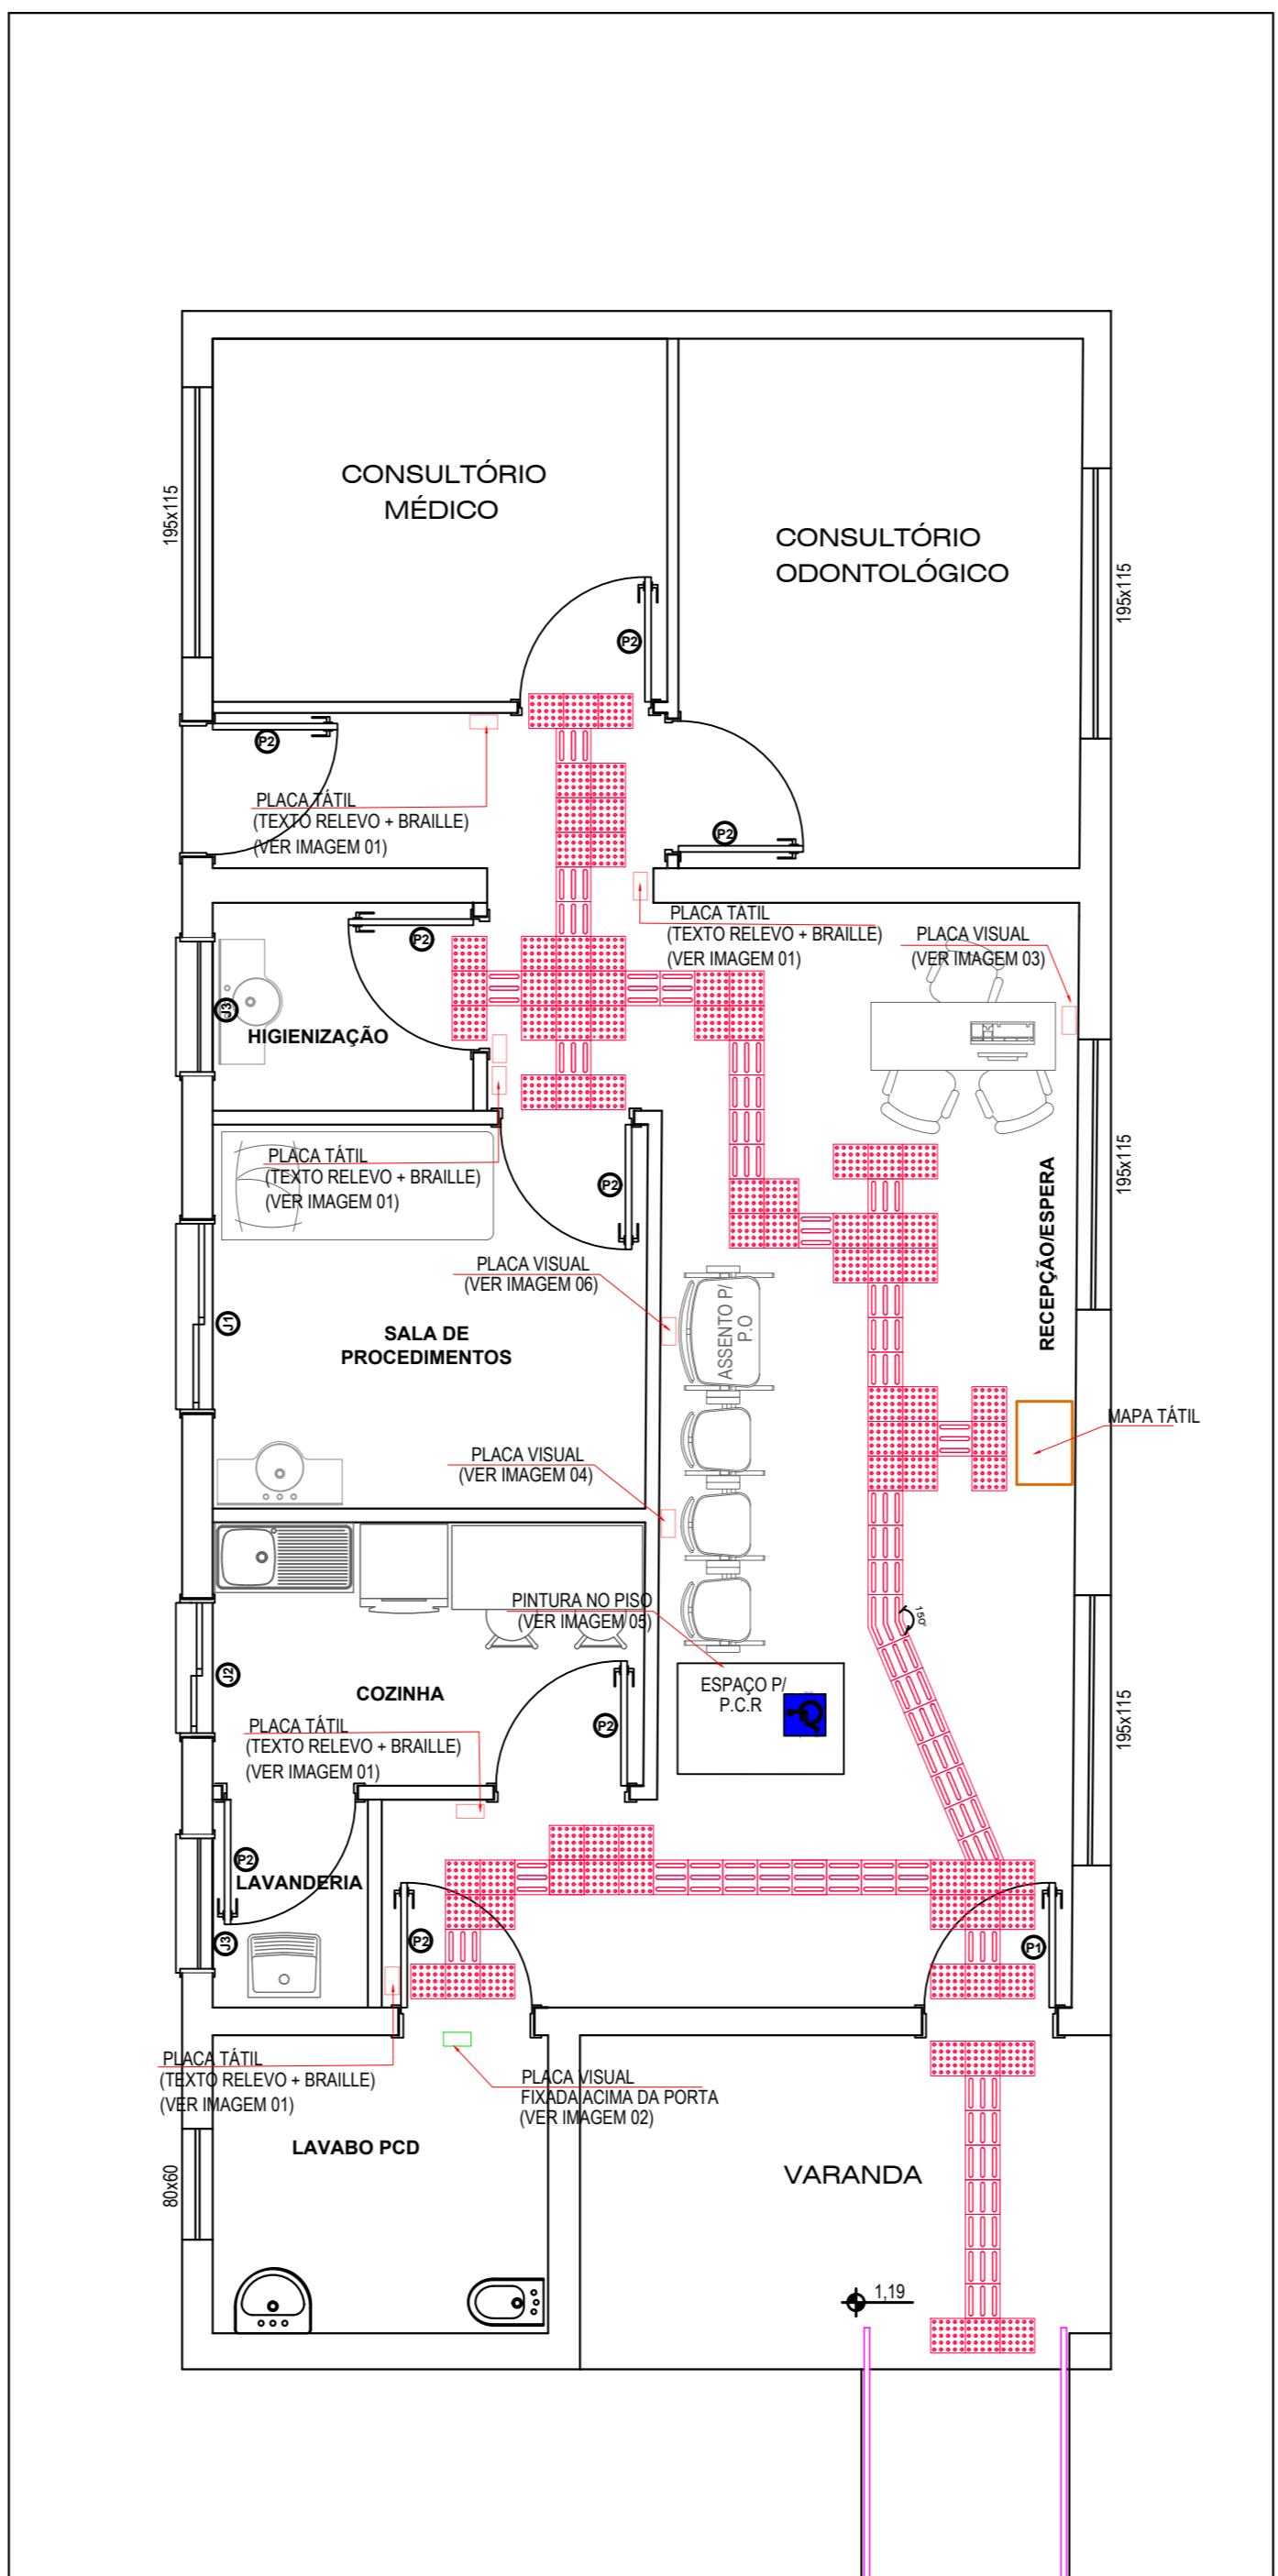 CONSULTÓRIO
MÉDICO
CONSULTÓRIO
ODONTOLÓGICO
195x115
195x115
P2
P2
P2
PLACA TÁTIL
(TEXTO RELEVO + BRAILLE)
(VER IMAGEM 01)
PLACA TÁTIL
(TEXTO RELEVO + BRAILLE)
(VER IMAGEM 01)
PLACA VISUAL
(VER IMAGEM 03)
P2
J3
HIGIENIZAÇÃO
PLACA TÁTIL
(TEXTO RELEVO + BRAILLE)
(VER IMAGEM 01)
P2
195x115
RECEPÇÃO/ESPERA
PLACA VISUAL
(VER IMAGEM 06)
ASSENTO P/
P.O
J1
SALA DE
PROCEDIMENTOS
MAPA TÁTIL
PLACA VISUAL
(VER IMAGEM 04)
PINTURA NO PISO
(VER IMAGEM 05)
150°
J2
COZINHA
ESPAÇO P/
P.C.R
P2
195x115
PLACA TÁTIL
(TEXTO RELEVO + BRAILLE)
(VER IMAGEM 01)
P2
LAVANDERIA
J3
P2
P1
PLACA TÁTIL
(TEXTO RELEVO + BRAILLE)
(VER IMAGEM 01)
PLACA VISUAL
FIXADA ACIMA DA PORTA
(VER IMAGEM 02)
LAVABO PCD
80x60
VARANDA
1,19